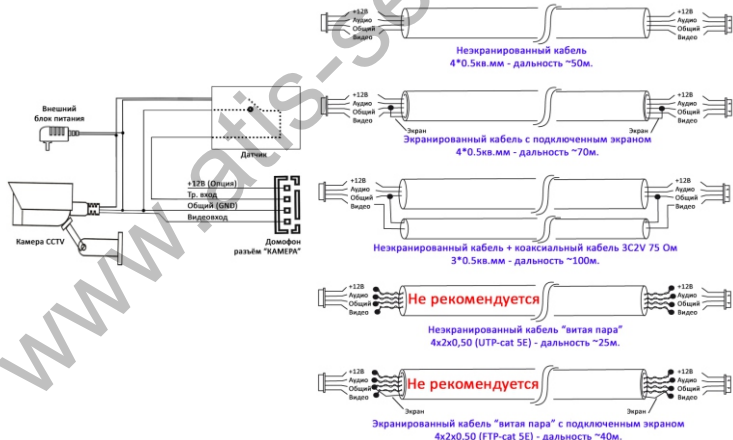 Внешний
блок питания
Датчик
+12В (Опция)
Тр. вход
Общий (GND)
Видеовход
Камера CCTV
Домофон
разъём "КАМЕРА"
+12В
Аудио
Общий
Видео
+12В
Аудио
Общий
Видео
Неэкранированный кабель
4*0.5кв.мм - дальность ~50м.
+12В
Аудио
Общий
Видео
Экран
+12В
Аудио
Общий
Видео
Экран
Экранированный кабель с подключенным экраном
4*0.5кв.мм - дальность ~70м.
+12В
Аудио
Общий
Видео
+12В
Аудио
Общий
Видео
Неэкранированный кабель + коаксиальный кабель 3C2V 75 Ом
3*0.5кв.мм - дальность ~100м.
+12В
Аудио
Общий
Видео
Не рекомендуется
+12В
Аудио
Общий
Видео
Неэкранированный кабель "витая пара"
4x2x0,50 (UTP-cat 5E) - дальность ~25м.
+12В
Аудио
Общий
Видео
Экран
Не рекомендуется
+12В
Аудио
Общий
Видео
Экран
Экранированный кабель "витая пара" с подключенным экраном
4x2x0,50 (FTP-cat 5E) - дальность ~40м.